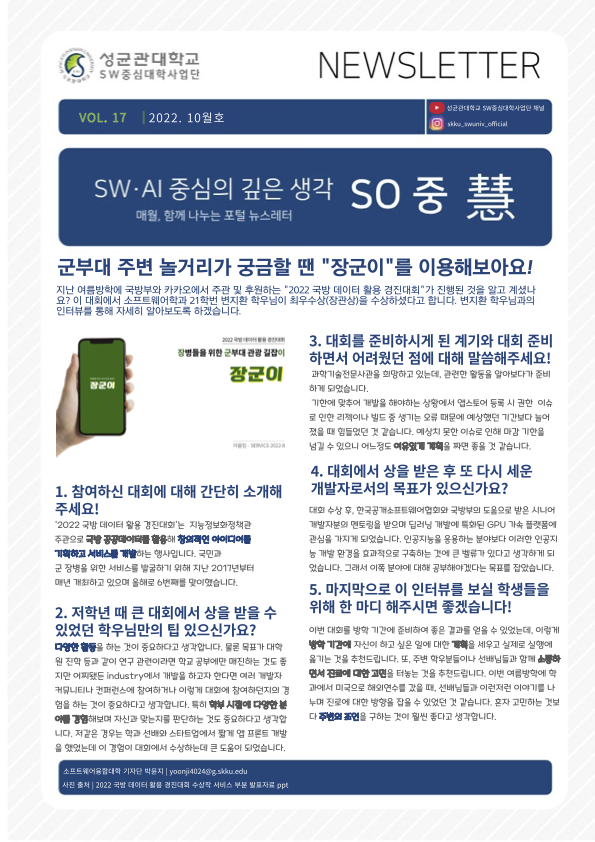 성균관대학교
SW중심대학사업단
NEWSLETTER
VOL. 17 | 2022. 10월호
성균관대학교 SW중심대학사업단 채널
skku_swuniv_official
SW·AI 중심의 깊은 생각
매월, 함께 나누는 포털 뉴스레터
SO 중 慧
군부대 주변 놀거리가 궁금할 땐 "장군이"를 이용해보아요!
지난 여름방학에 국방부와 카카오에서 주관 및 후원하는 "2022 국방 데이터 활용 경진대회"가 진행된 것을 알고 계셨나
요? 이 대회에서 소프트웨어학과 21학번 변지환 학우님이 최우수상(장관상)을 수상하셨다고 합니다. 변지환 학우님과의
인터뷰를 통해 자세히 알아보도록 하겠습니다.
장군이
2022 국방 데이터 활용 경진대회
장병들을 위한 군부대 관광 길잡이
장군이
- SERVICE-2022-8
1. 참여하신 대회에 대해 간단히 소개해
주세요!
'2022 국방 데이터 활용 경진대회'는 지능정보화정책관
주관으로 국방 공공데이터를 활용해 창의적인 아이디어를
기획하고 서비스를 개발하는 행사입니다. 국민과
군 장병을 위한 서비스를 발굴하기 위해 지난 2017년부터
매년 개최하고 있으며 올해로 6번째를 맞이했습니다.
2. 저학년 때 큰 대회에서 상을 받을 수
있었던 학우님만의 팁 있으신가요?
다양한 활동을 하는 것이 중요하다고 생각합니다. 물론 목표가 대학
원 진학 등과 같이 연구 관련이라면 학교 공부에만 매진하는 것도 좋
지만 어찌됐든 industry에서 개발을 하고자 한다면 여러 개발자
커뮤니티나 컨퍼런스에 참여하거나 이렇게 대회에 참여하던지의 경
험을 하는 것이 중요하다고 생각합니다. 특히 학부 시절에 다양한 분
야를 경험해보며 자신과 맞는지를 판단하는 것도 중요하다고 생각합
니다. 저같은 경우는 학과 선배와 스타트업에서 짧게 앱 프론트 개발
을 했었는데 이 경험이 대회에서 수상하는데 큰 도움이 되었습니다.
3. 대회를 준비하시게 된 계기와 대회 준비
하면서 어려웠던 점에 대해 말씀해주세요!
과학기술전문사관을 희망하고 있는데, 관련한 활동을 알아보다가 준비
하게 되었습니다.
기한에 맞추어 개발을 해야하는 상황에서 앱스토어 등록 시 권한 이슈
로 인한 리젝이나 빌드 중 생기는 오류 때문에 예상했던 기간보다 늘어
졌을 때 힘들었던 것 같습니다. 예상치 못한 이슈로 인해 마감 기한을
넘길 수 있으니 어느정도 여유있게 계획을 짜면 좋을 것 같습니다.
4. 대회에서 상을 받은 후 또 다시 세운
개발자로서의 목표가 있으신가요?
대회 수상 후, 한국공개소프트웨어협회와 국방부의 도움으로 받은 시니어
개발자분의 멘토링을 받으며 딥러닝 개발에 특화된 GPU 가속 플랫폼에
관심을 가지게 되었습니다. 인공지능을 응용하는 분야보다 이러한 인공지
능 개발 환경을 효과적으로 구축하는 것에 큰 밸류가 있다고 생각하게 되
었습니다. 그래서 이쪽 분야에 대해 공부해야겠다는 목표를 잡았습니다.
5. 마지막으로 이 인터뷰를 보실 학생들을
위해 한 마디 해주시면 좋겠습니다!
이번 대회를 방학 기간에 준비하여 좋은 결과를 얻을 수 있었는데, 이렇게
방학 기간에 자신이 하고 싶은 일에 대한 계획을 세우고 실제로 실행에
옮기는 것을 추천드립니다. 또, 주변 학우분들이나 선배님들과 함께 소통하
면서 진로에 대한 고민을 터놓는 것을 추천드립니다. 이번 여름방학에 학
과에서 미국으로 해외연수를 갔을 때, 선배님들과 이런저런 이야기를 나
누며 진로에 대한 방향을 잡을 수 있었던 것 같습니다. 혼자 고민하는 것보
다 주변의 조언을 구하는 것이 훨씬 좋다고 생각합니다.
소프트웨어융합대학 기자단 박윤지 | yoonji4024@g.skku.edu
사진 출처 | 2022 국방 데이터 활용 경진대회 수상작 서비스 부분 발표자료 ppt